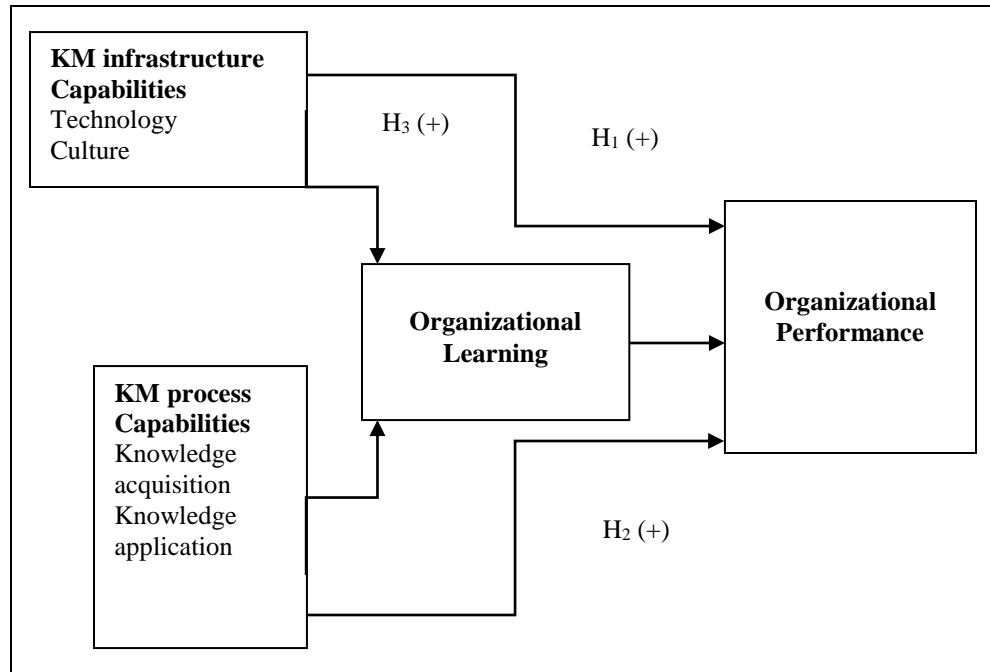 KM infrastructure
Capabilities
Technology
Culture
H₃ (+)
H₁ (+)
Organizational
Learning
Organizational
Performance
KM process
Capabilities
Knowledge
acquisition
Knowledge
application
H₂ (+)